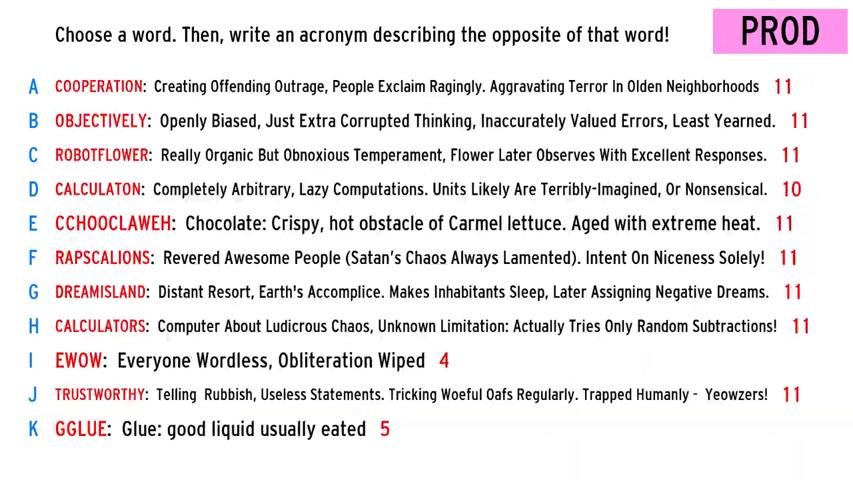 Choose a word. Then, write an acronym describing the opposite of that word!
PROD
A COOPERATION: Creating Offending Outrage, People Exclaim Ragingly. Aggravating Terror In Olden Neighborhoods 11
B OBJECTIVELY: Openly Biased, Just Extra Corrupted Thinking, Inaccurately Valued Errors, Least Yearned. 11
C ROBOTFLOWER: Really Organic But Obnoxious Temperament, Flower Later Observes With Excellent Responses. 11
D CALCULATON: Completely Arbitrary, Lazy Computations. Units Likely Are Terribly-Imagined, Or Nonsensical. 10
E CCHOOCLAWEH: Chocolate: Crispy, hot obstacle of Carmel lettuce. Aged with extreme heat. 11
F RAPSCALIONS: Revered Awesome People (Satan's Chaos Always Lamented). Intent On Niceness Solely! 11
G DREAMISLAND: Distant Resort, Earth's Accomplice. Makes Inhabitants Sleep, Later Assigning Negative Dreams. 11
H CALCULATORS: Computer About Ludicrous Chaos, Unknown Limitation: Actually Tries Only Random Subtractions! 11
I EWOW: Everyone Wordless, Obliteration Wiped 4
J TRUSTWORTHY: Telling Rubbish, Useless Statements. Tricking Woeful Oafs Regularly. Trapped Humanly - Yeowzers! 11
K GGLUE: Glue: good liquid usually eated 5